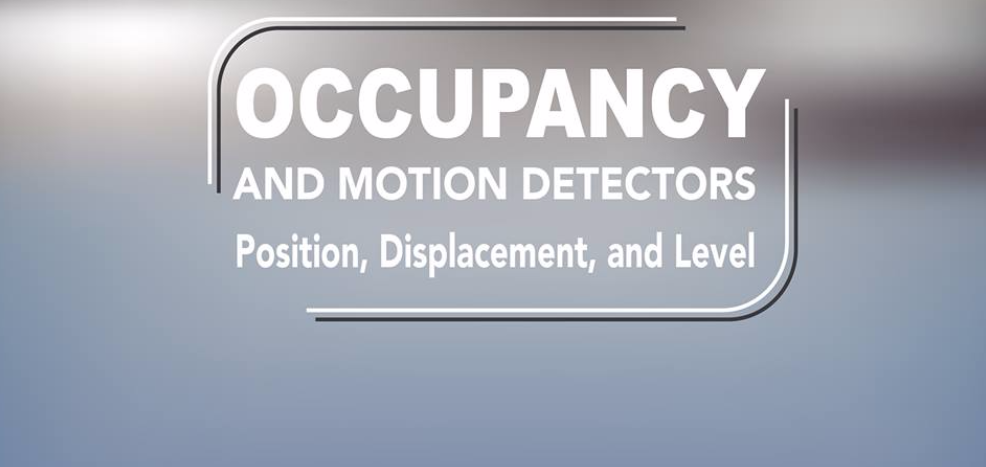 OCCUPANCY
AND MOTION DETECTORS
Position, Displacement, and Level